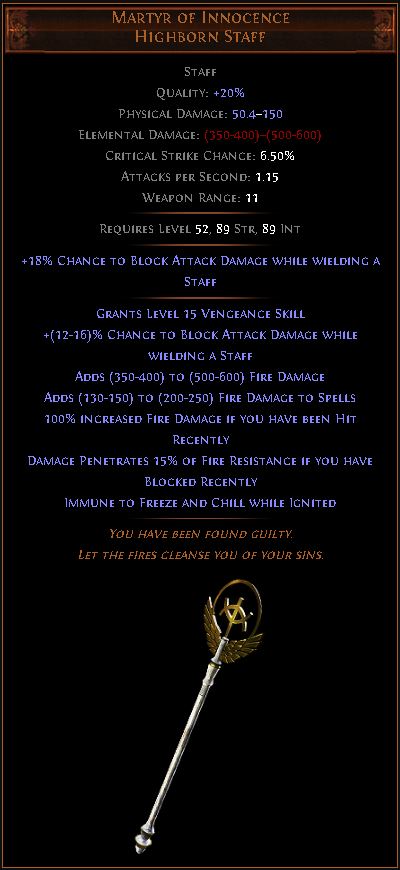 Martyr of Innocence
Highborn Staff
Staff
Quality: +20%
Physical Damage: 50.4–150
Elemental Damage: (350-400)–(500-600)
Critical Strike Chance: 6.50%
Attacks per Second: 1.15
Weapon Range: 11
Requires Level 52, 89 Str, 89 Int
+18% Chance to Block Attack Damage while wielding a
Staff
Grants Level 15 Vengeance Skill
+(12-16)% Chance to Block Attack Damage while
wielding a Staff
Adds (350-400) to (500-600) Fire Damage
Adds (130-150) to (200-250) Fire Damage to Spells
100% increased Fire Damage if you have been Hit
Recently
Damage Penetrates 15% of Fire Resistance if you have
Blocked Recently
Immune to Freeze and Chill while Ignited
You have been found guilty.
Let the fires cleanse you of your sins.